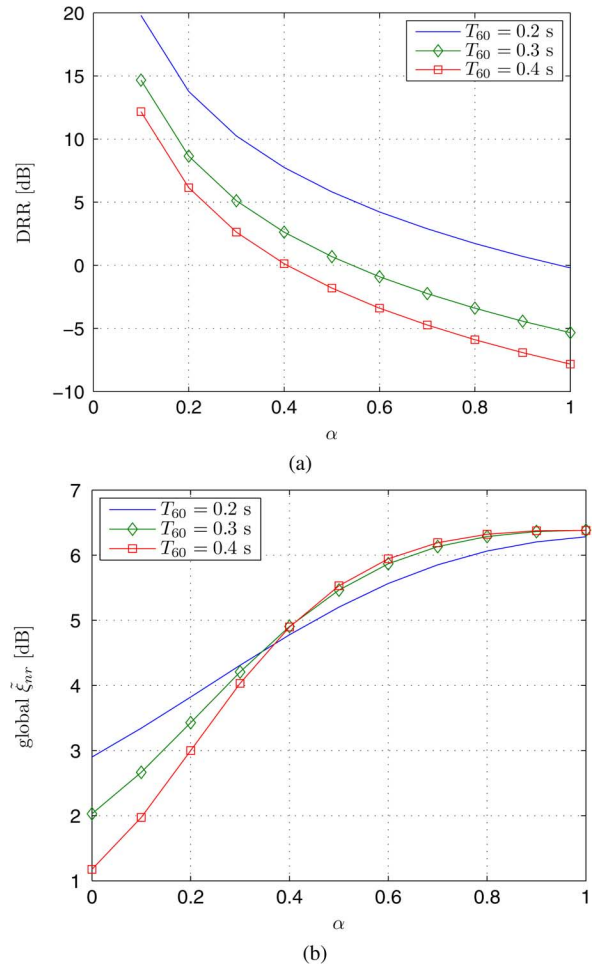 20
15
10
5
0
−5
−10
DRR [dB]
T60 = 0.2 s
T60 = 0.3 s
T60 = 0.4 s
0 0.2 0.4 0.6 0.8 1
α
(a)
7
6
5
4
3
2
1
global ξ̃nr [dB]
T60 = 0.2 s
T60 = 0.3 s
T60 = 0.4 s
0 0.2 0.4 0.6 0.8 1
α
(b)